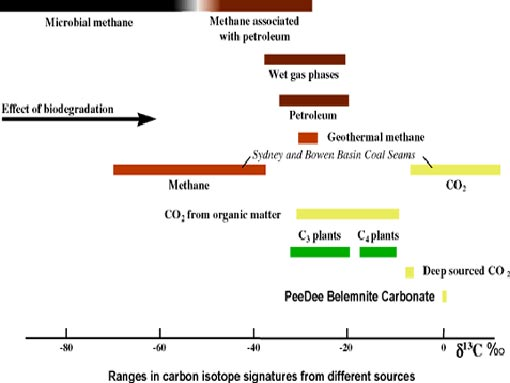 Microbial methane
Methane associated
with petroleum
Wet gas phases
Effect of biodegradation
Petroleum
Geothermal methane
Sydney and Bowen Basin Coal Seams
Methane
CO₂
CO₂ from organic matter
C₃ plants
C₄ plants
Deep sourced CO₂
PeeDee Belemnite Carbonate
-80
-60
-40
-20
0
δ¹³C ‰
Ranges in carbon isotope signatures from different sources